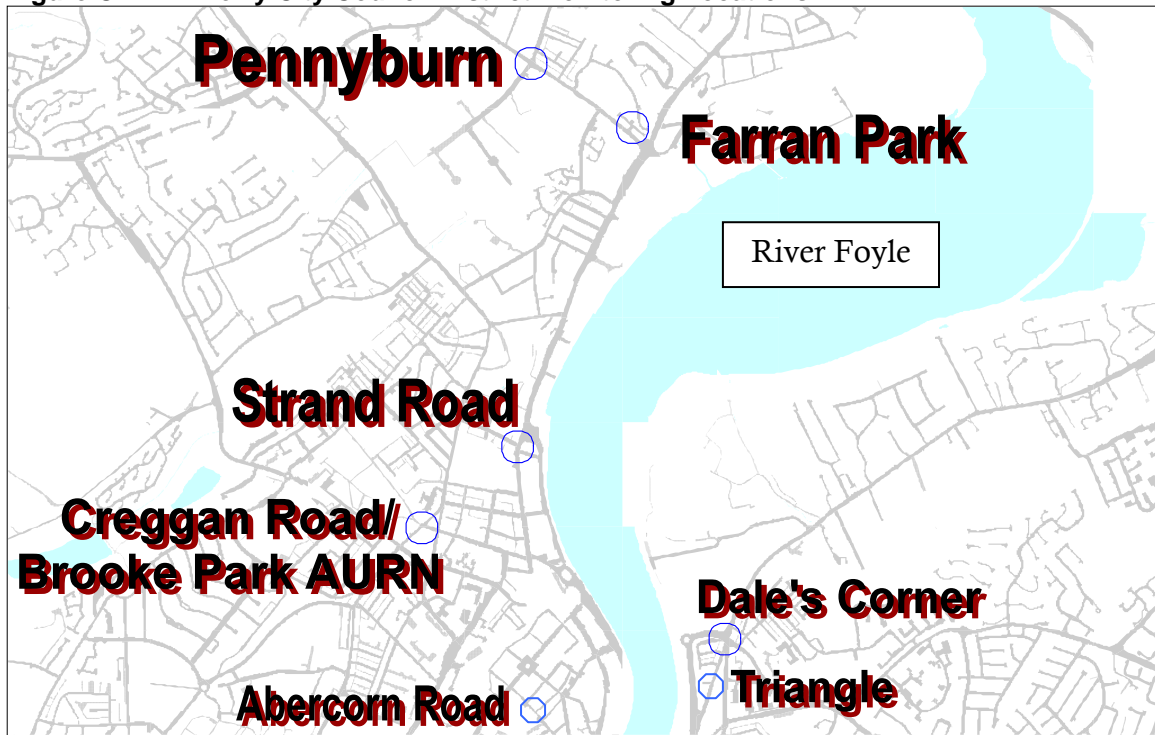 Pennyburn
Farran Park
River Foyle
Strand Road
Creggan Road/
Brooke Park AURN
Dale's Corner
Triangle
Abercorn Road